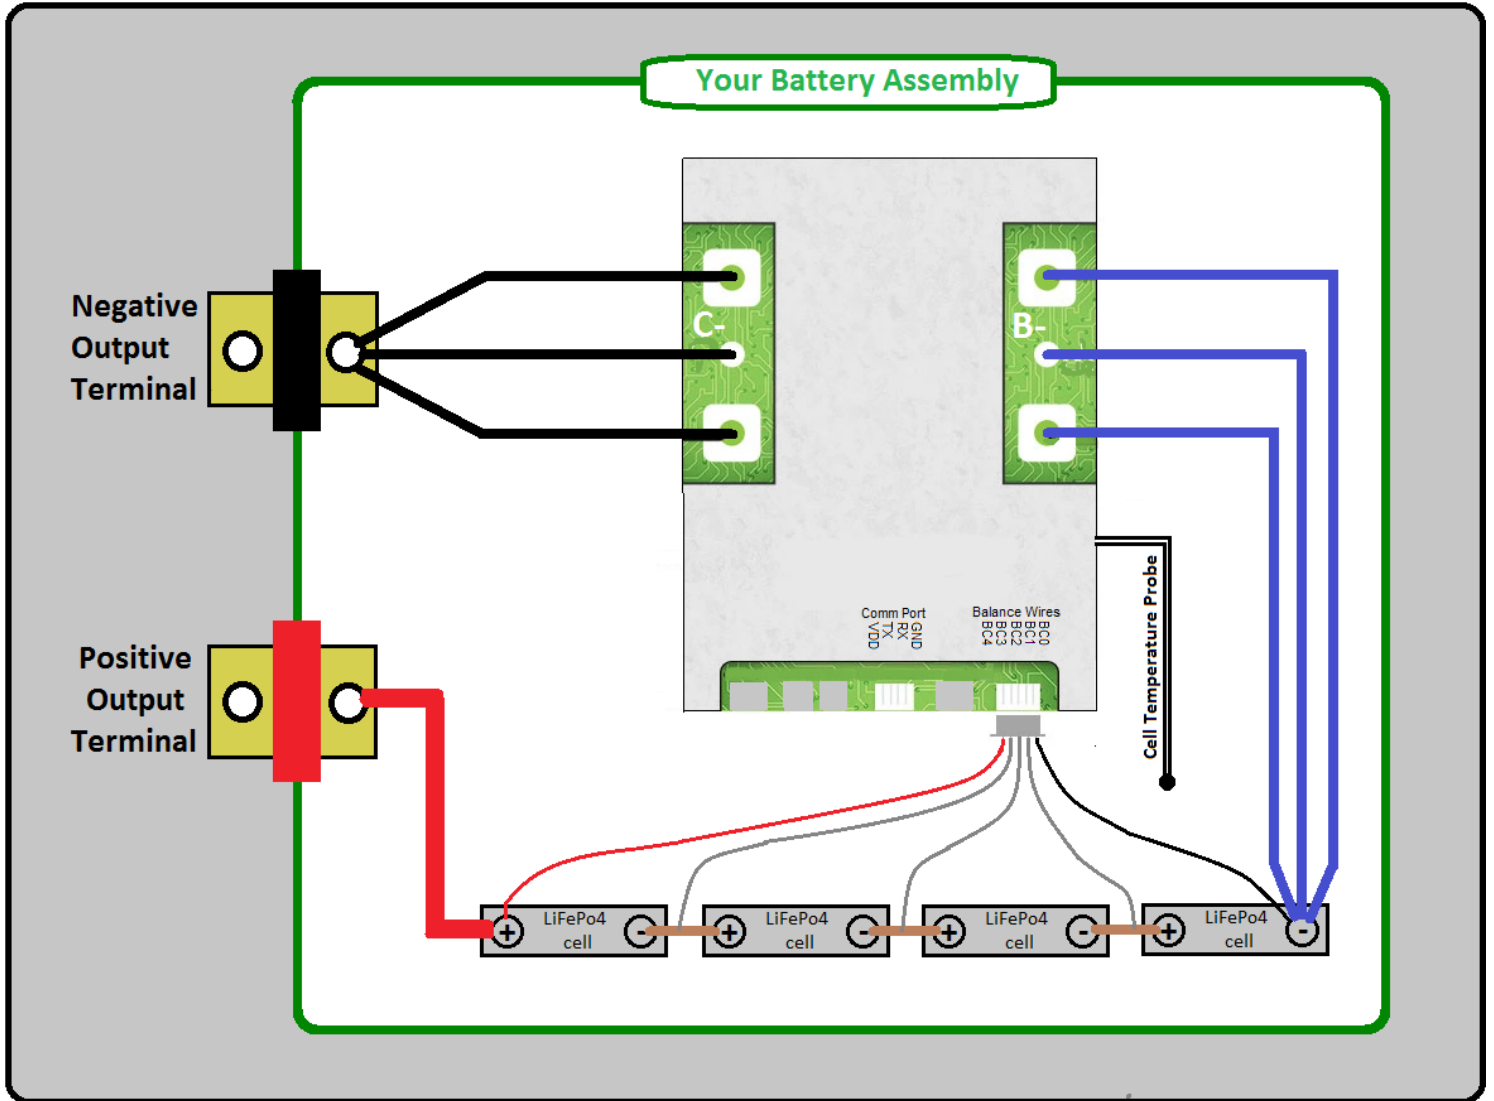 Your Battery Assembly
Negative
Output
Terminal
C-
B-
Positive
Output
Terminal
Comm Port
VDD
TX
RX
GND
Balance Wires
BC4
BC3
BC2
BC1
BC0
Cell Temperature Probe
+
LiFePo4
cell
-
+
LiFePo4
cell
-
+
LiFePo4
cell
-
+
LiFePo4
cell
-